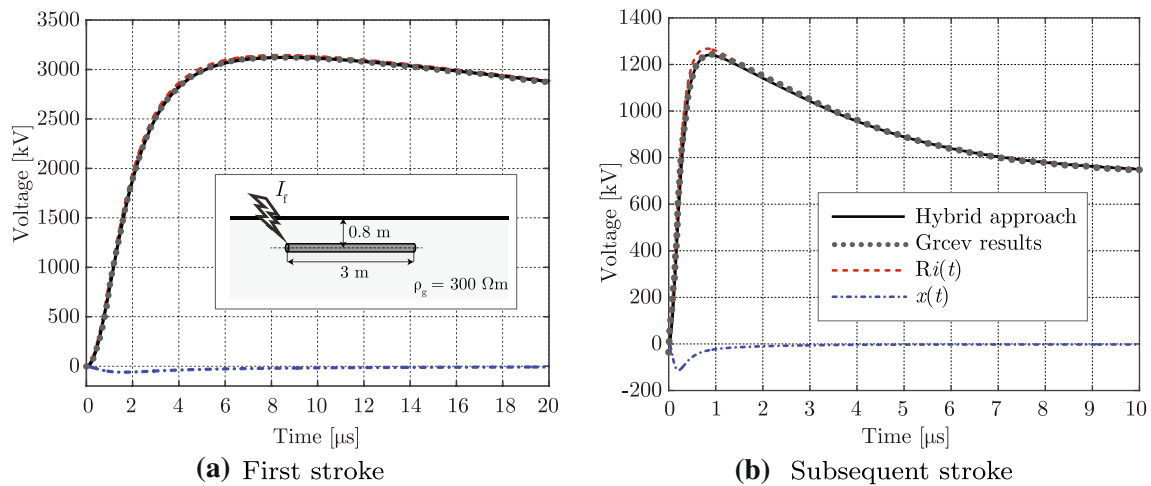 3500
3000
2500
2000
1500
1000
500
0
Voltage [kV]
0 2 4 6 8 10 12 14 16 18 20
Time [μs]
I_f
0.8 m
3 m
ρ_g = 300 Ωm
(a) First stroke
1400
1200
1000
800
600
400
200
0
-200
Voltage [kV]
0 1 2 3 4 5 6 7 8 9 10
Time [μs]
Hybrid approach
Grcev results
Ri(t)
x(t)
(b) Subsequent stroke